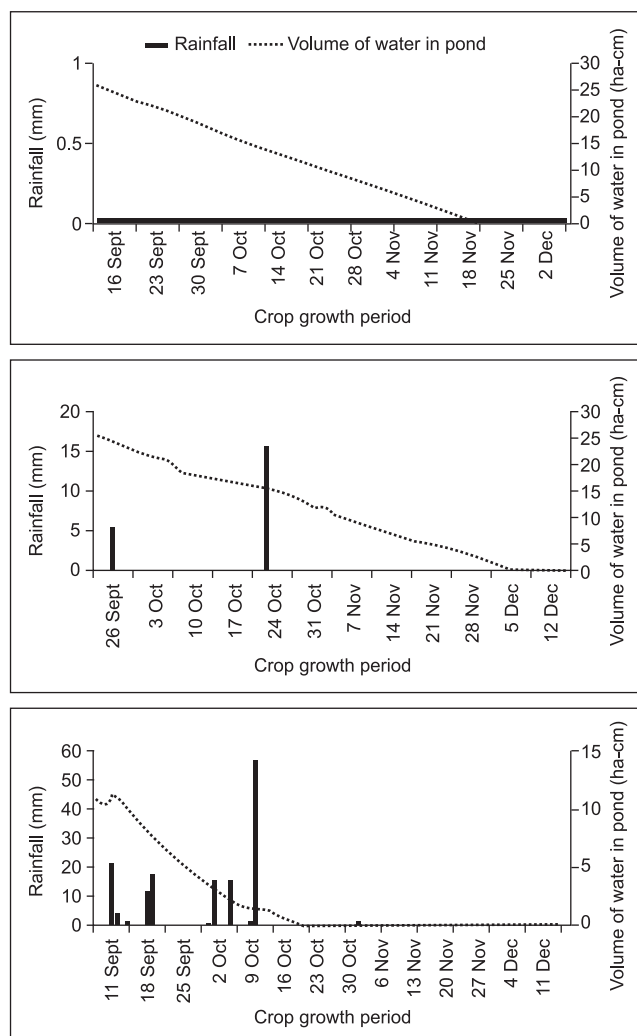 Rainfall Volume of water in pond
1
0.5
0
Rainfall (mm)
30
25
20
15
10
5
0
Volume of water in pond (ha-cm)
16 Sept 23 Sept 30 Sept 7 Oct 14 Oct 21 Oct 28 Oct 4 Nov 11 Nov 18 Nov 25 Nov 2 Dec
Crop growth period
20
15
10
5
0
Rainfall (mm)
30
25
20
15
10
5
0
Volume of water in pond (ha-cm)
26 Sept 3 Oct 10 Oct 17 Oct 24 Oct 31 Oct 7 Nov 14 Nov 21 Nov 28 Nov 5 Dec 12 Dec
Crop growth period
60
50
40
30
20
10
0
Rainfall (mm)
15
10
5
0
Volume of water in pond (ha-cm)
11 Sept 18 Sept 25 Sept 2 Oct 9 Oct 16 Oct 23 Oct 30 Oct 6 Nov 13 Nov 20 Nov 27 Nov 4 Dec 11 Dec
Crop growth period